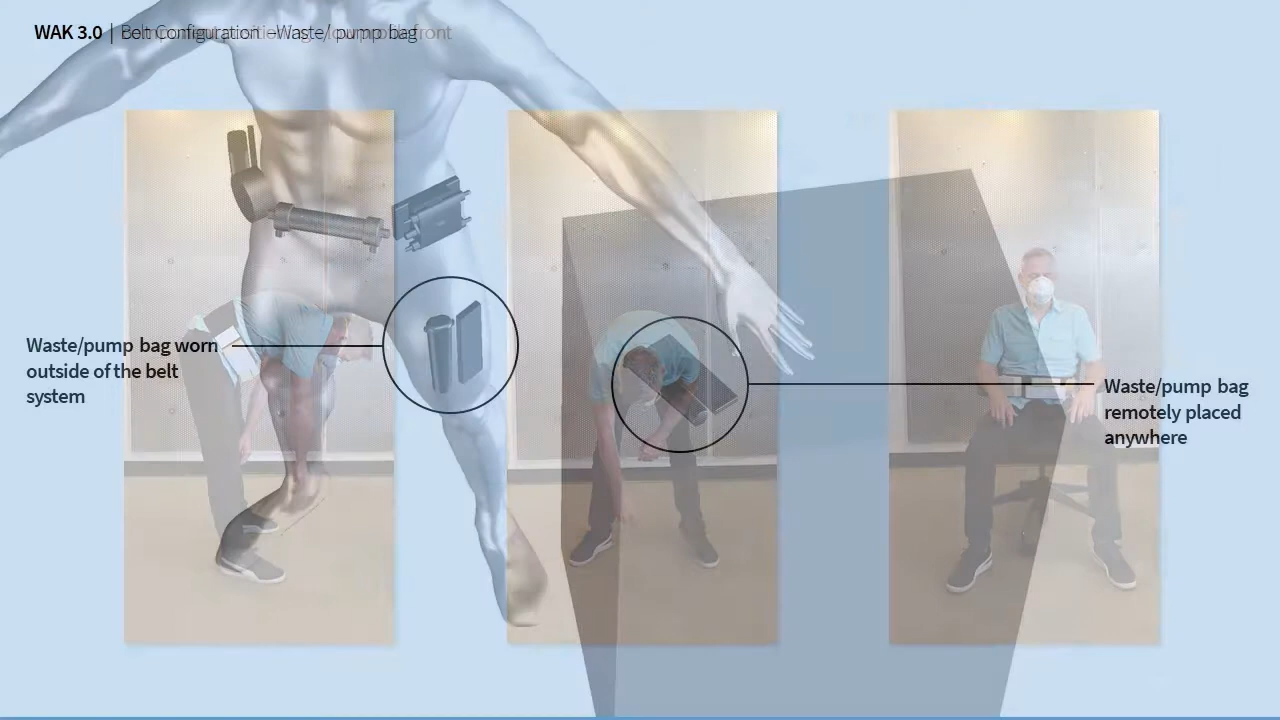 WAK 3.0 | Belt Configuration - Waste/ pump bag front
Waste/pump bag worn
outside of the belt
system
Waste/pump bag
remotely placed
anywhere